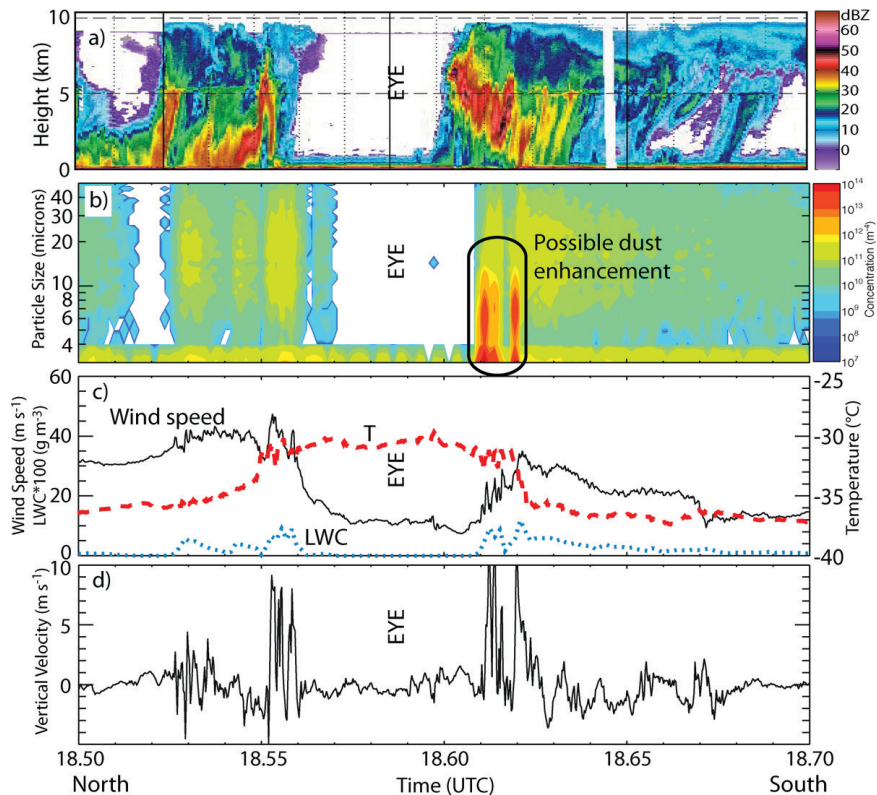 a)
Height (km)
10
5
0
EYE
dBZ
60
50
40
30
20
10
0
b)
Particle Size (microns)
40
30
20
10
8
6
4
3
EYE
Possible dust
enhancement
10¹⁴
10¹³
10⁻¹²
10¹¹
10¹⁰
10⁹
10⁸
10⁷
Concentration (m⁻⁴)
c)
Wind Speed (m s⁻¹)
LWC*100 (g m⁻³)
60
40
20
0
Wind speed
T
EYE
LWC
-25
-30
-35
-40
Temperature (°C)
d)
Vertical Velocity (m s⁻¹)
10
5
0
EYE
18.50 18.55 18.60 18.65 18.70
North Time (UTC) South